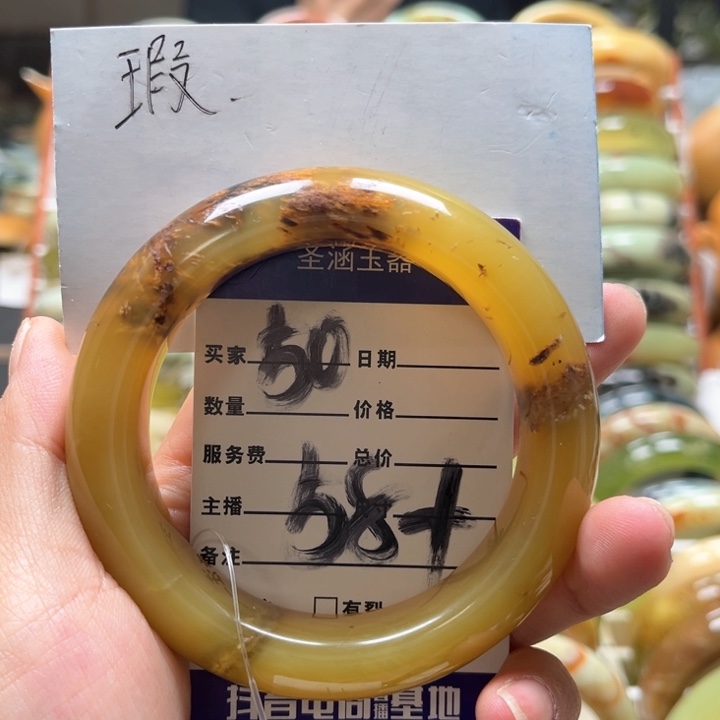 瑕.
圣涵玉器
买家 50 日期
数量 价格
服务费 总价
主播 58+
备注
□有裂
抖音电商直播基地